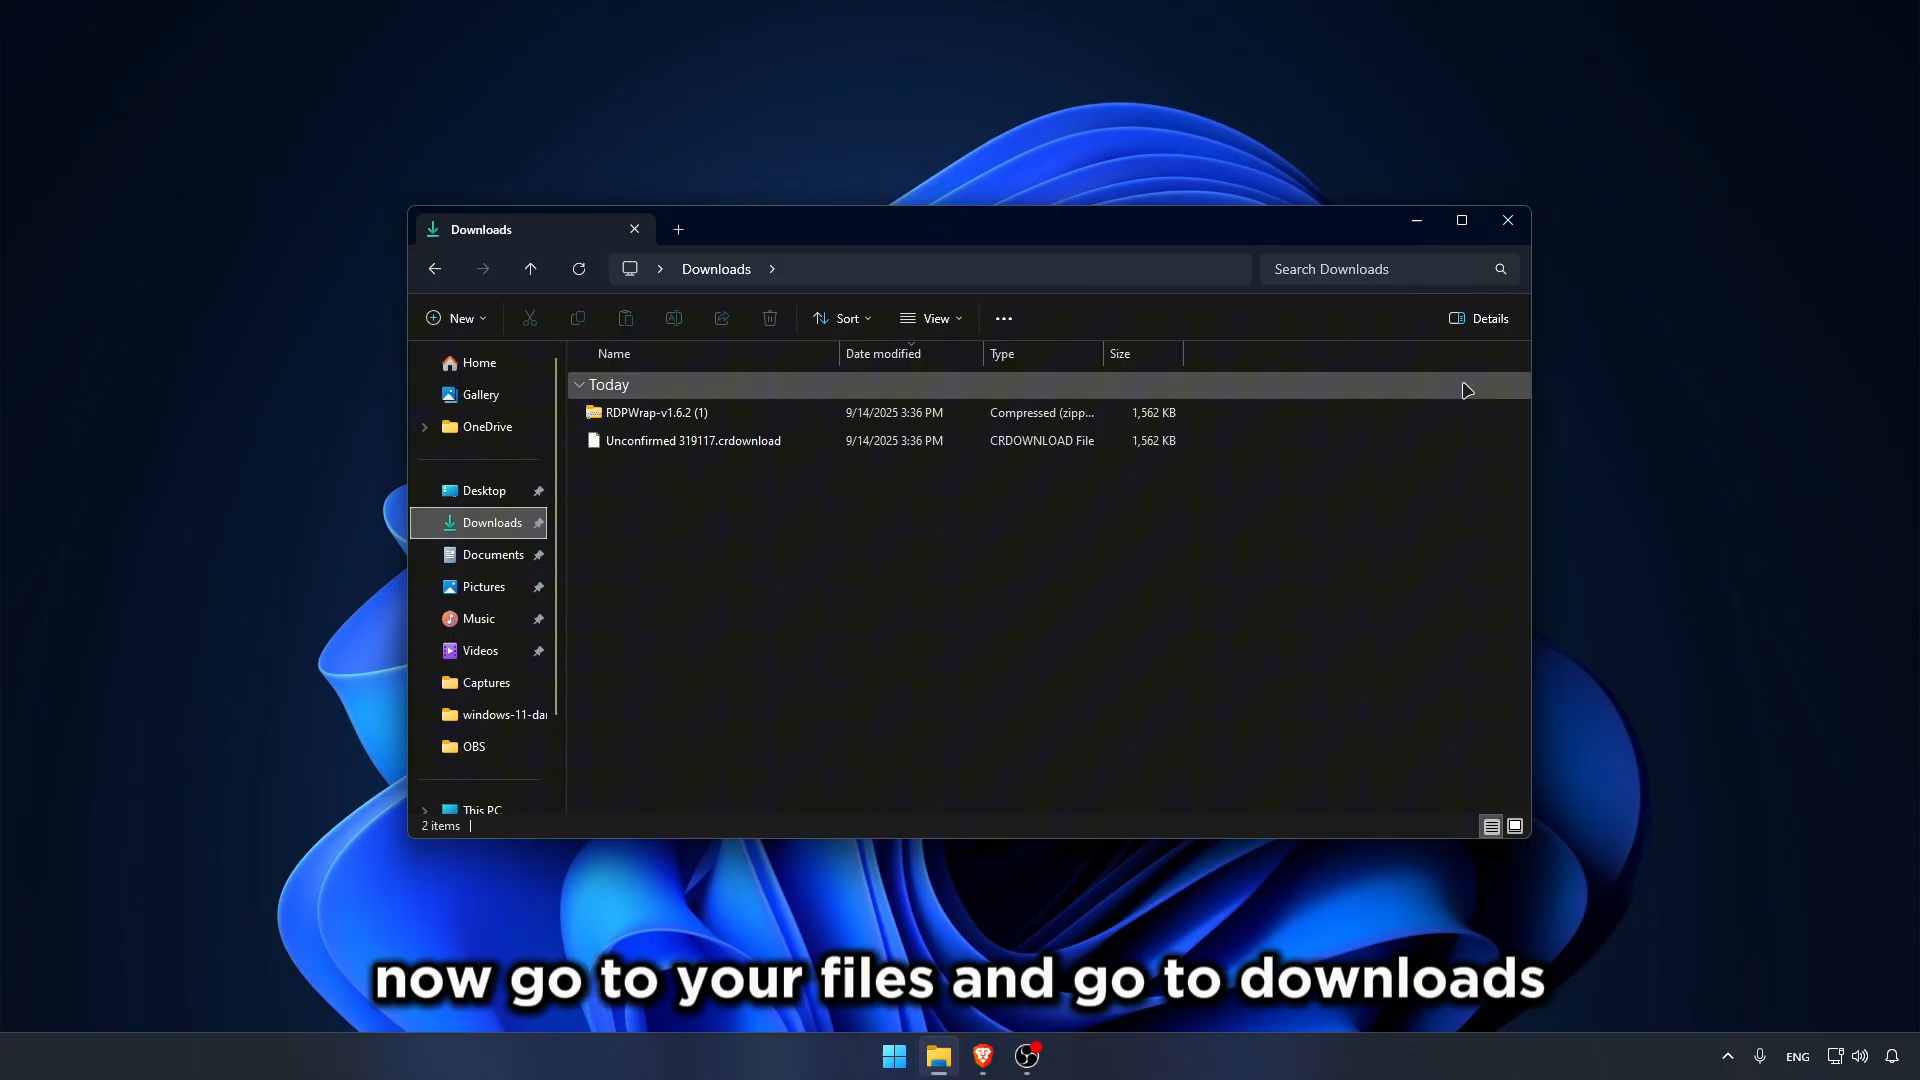 Downloads
Downloads
Search Downloads
New
Sort
View
Details
Name
Date modified
Type
Size
Today
RDPWrap-v1.6.2 (1)
9/14/2025 3:36 PM
Compressed (zipp...
1,562 KB
Unconfirmed 319117.crdownload
9/14/2025 3:36 PM
CRDOWNLOAD File
1,562 KB
Home
Gallery
OneDrive
Desktop
Downloads
Documents
Pictures
Music
Videos
Captures
windows-11-dar
OBS
This PC
2 items
now go to your files and go to downloads
ENG